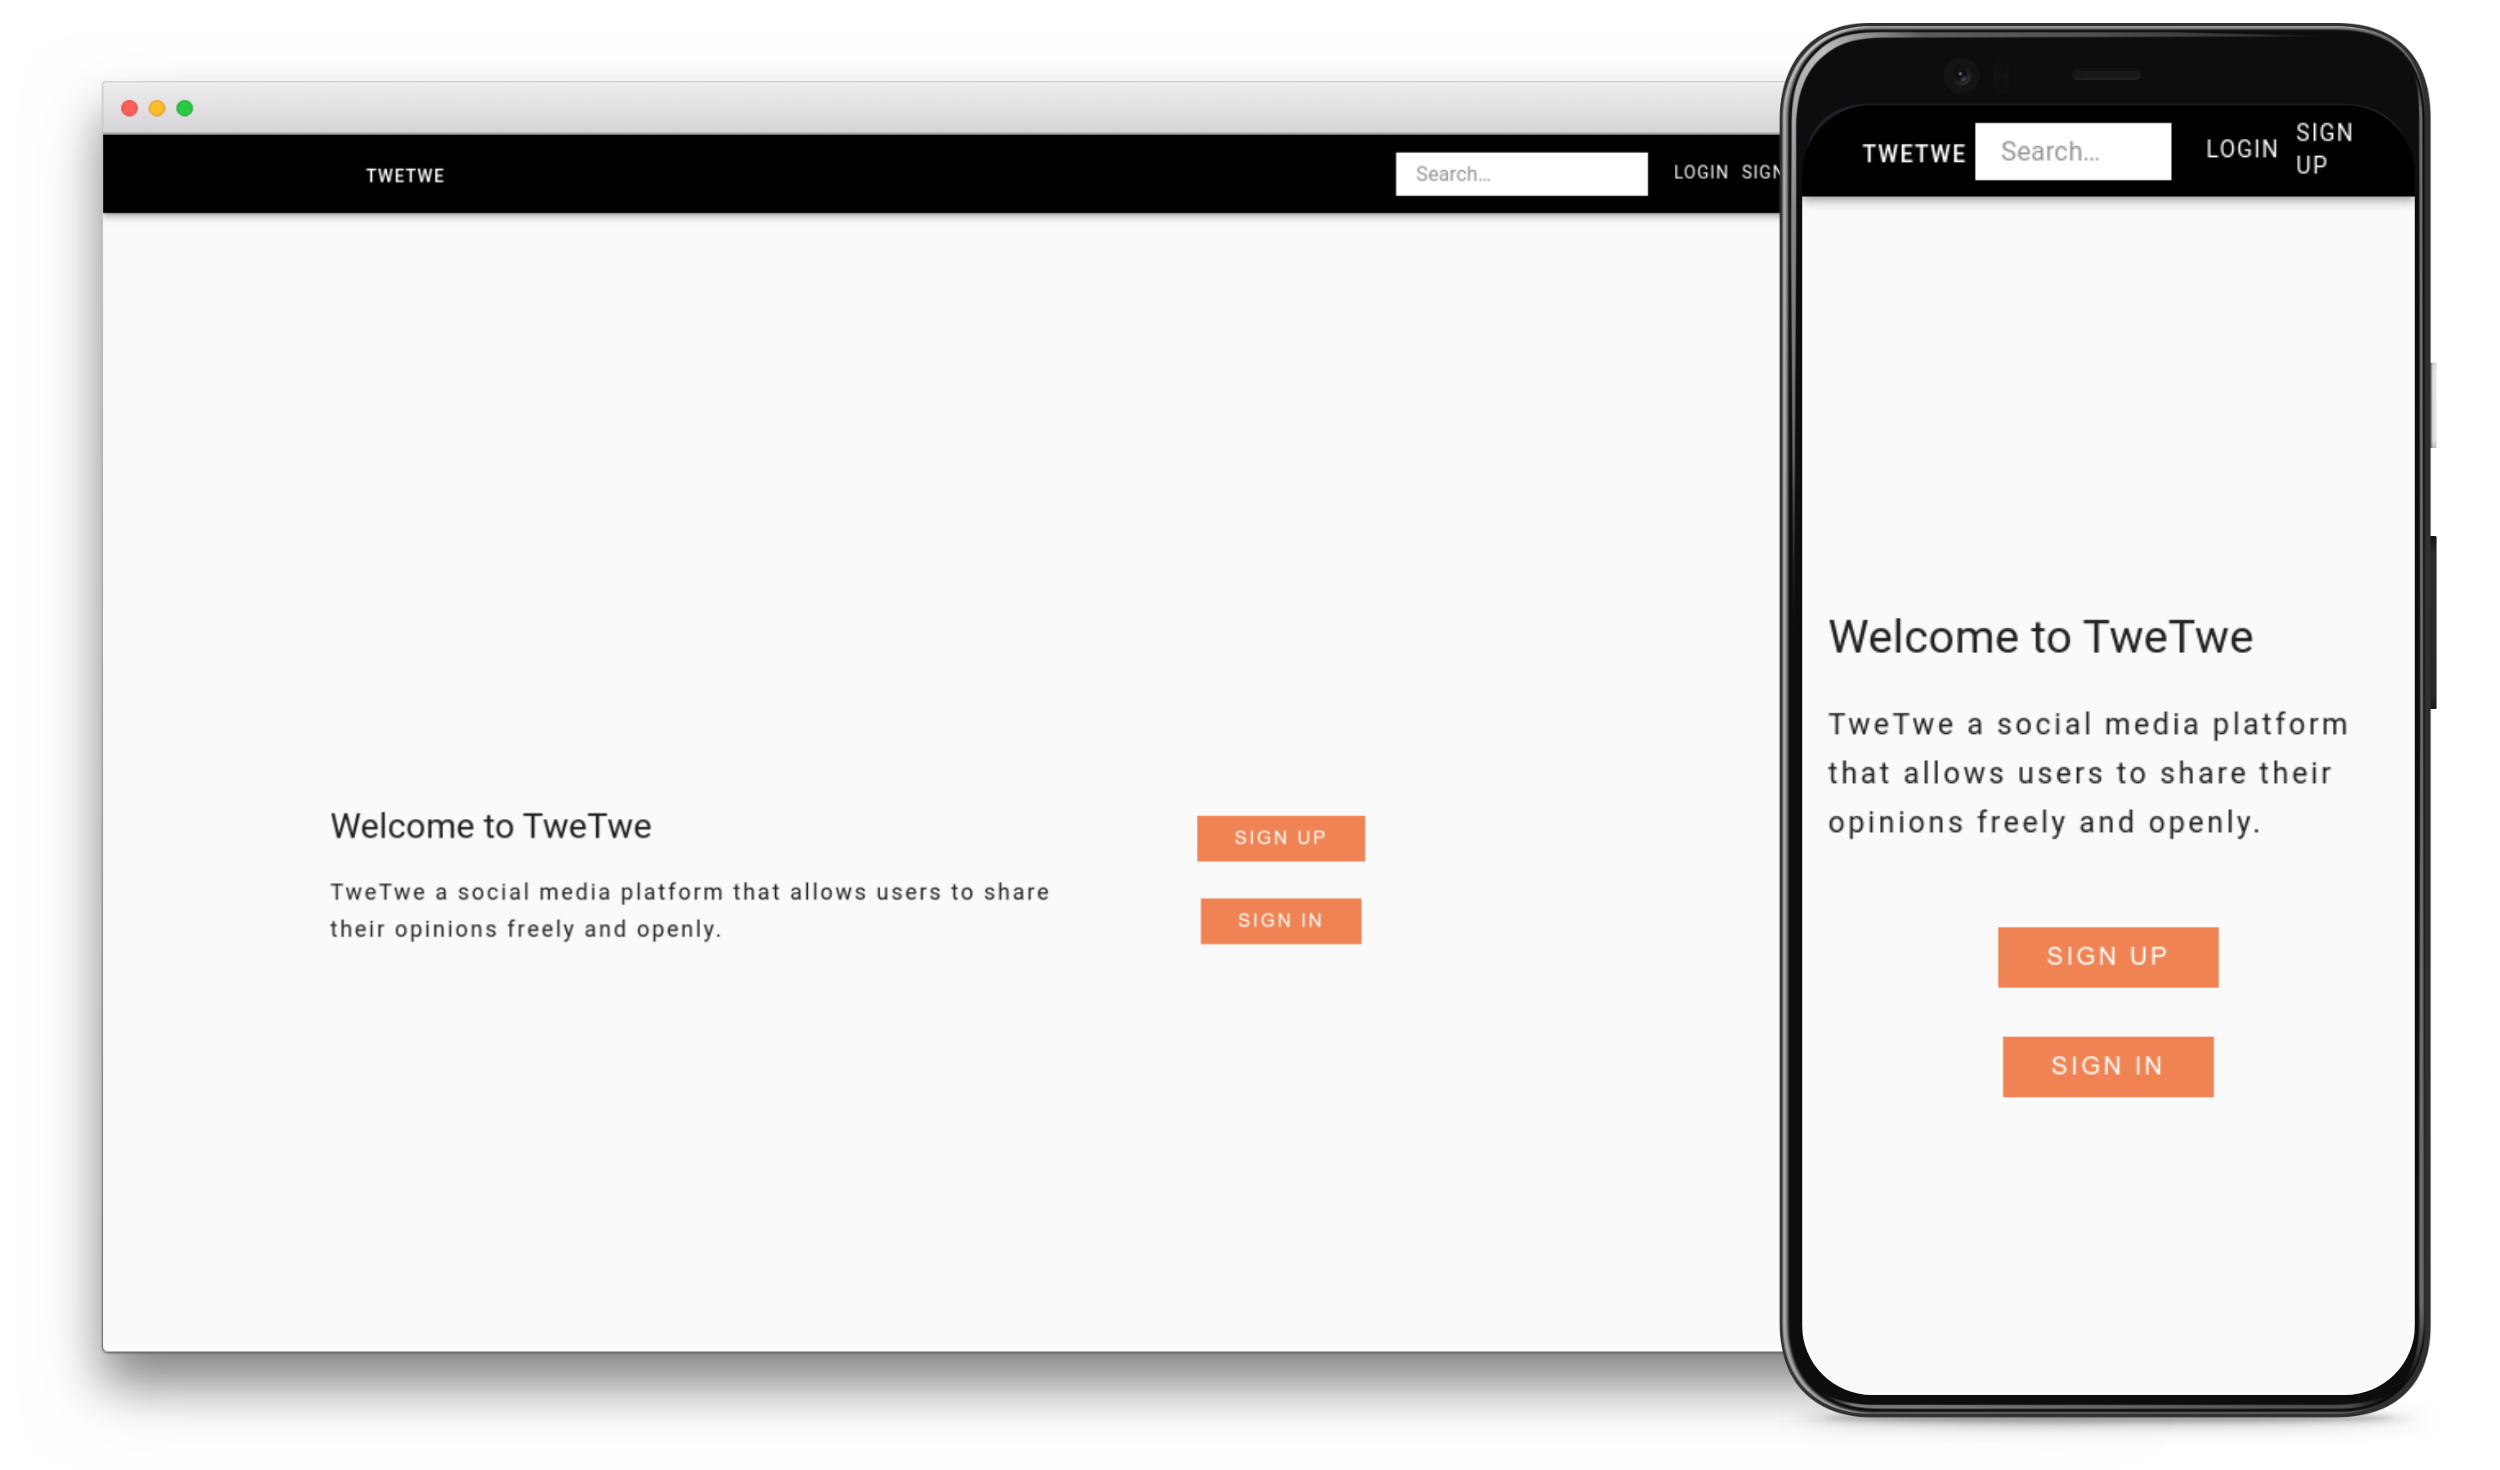 TWETWE
Search...
LOGIN SIGN
Welcome to TweTwe
TweTwe a social media platform that allows users to share
their opinions freely and openly.
SIGN UP
SIGN IN
TWETWE
Search...
LOGIN
SIGN
UP
Welcome to TweTwe
TweTwe a social media platform
that allows users to share their
opinions freely and openly.
SIGN UP
SIGN IN